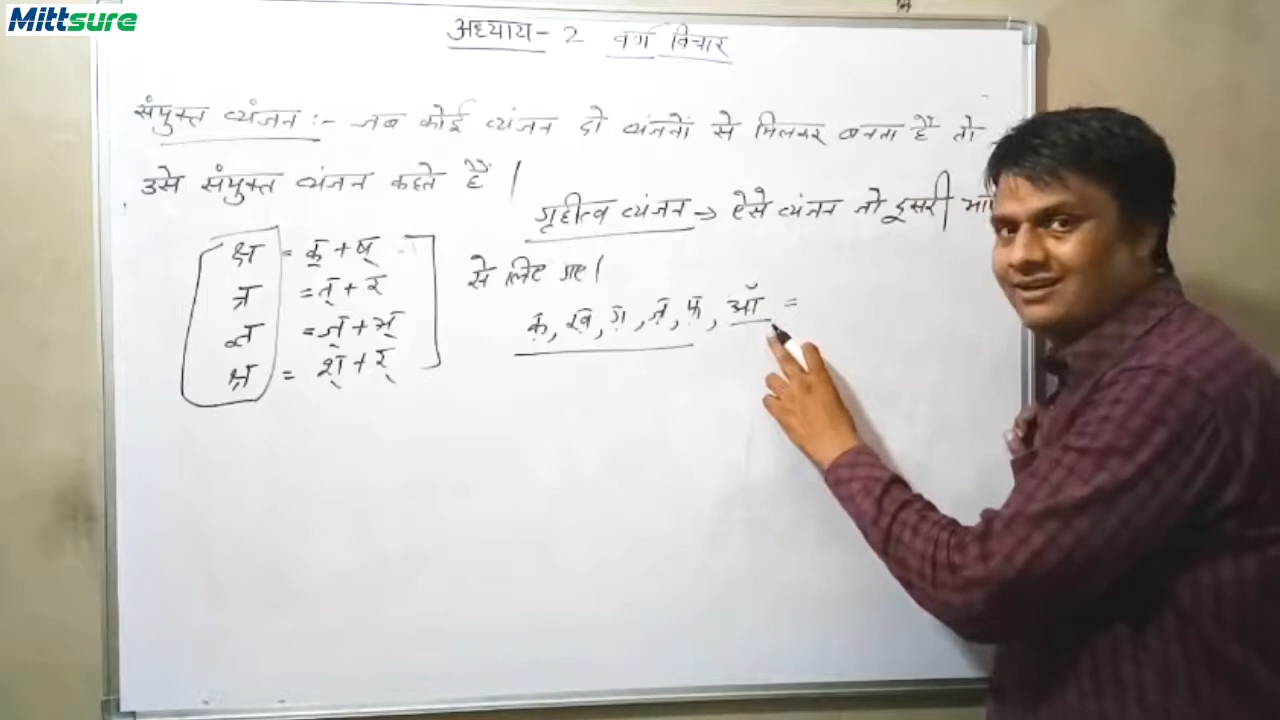 Mittsure
अध्याय- 2 वर्ण विचार
संयुक्त व्यंजन :- जब कोई व्यंजन दो व्यंजनों से मिलकर बनता है तो
उसे संयुक्त व्यंजन कहते हैं।
गृहीत्व व्यंजन -> ऐसे व्यंजन जो दूसरी
से लिए गए।
क्ष = क् + ष्
त्र = त् + र
ज्ञ = ज् + ञ्
श्र = श् + र्
क़, ख़, ग़, ज़, फ़, ऑ =